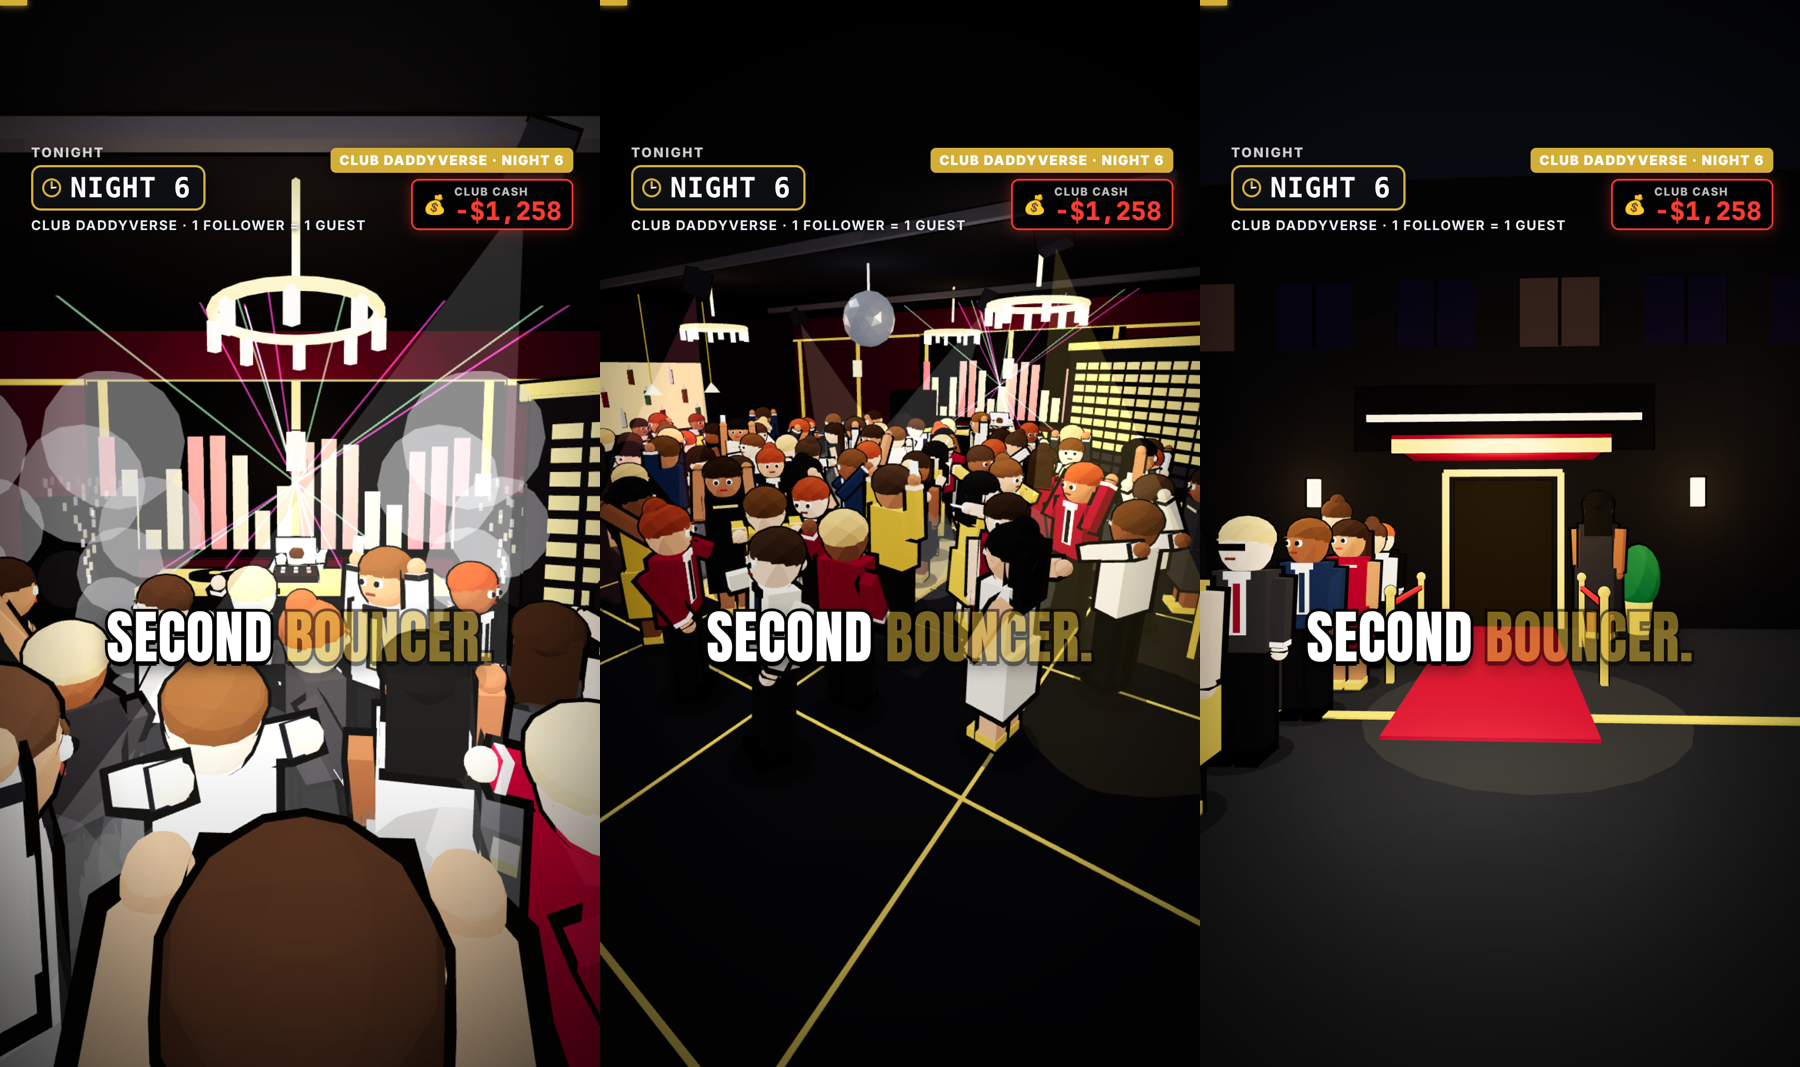 TONIGHT
CLUB DADDYVERSE · NIGHT 6
NIGHT 6
CLUB CASH
-$1,258
CLUB DADDYVERSE · 1 FOLLOWER = 1 GUEST
SECOND BOUNCER.
TONIGHT
CLUB DADDYVERSE · NIGHT 6
NIGHT 6
CLUB CASH
-$1,258
CLUB DADDYVERSE · 1 FOLLOWER = 1 GUEST
SECOND BOUNCER.
TONIGHT
CLUB DADDYVERSE · NIGHT 6
NIGHT 6
CLUB CASH
-$1,258
CLUB DADDYVERSE · 1 FOLLOWER = 1 GUEST
SECOND BOUNCER.